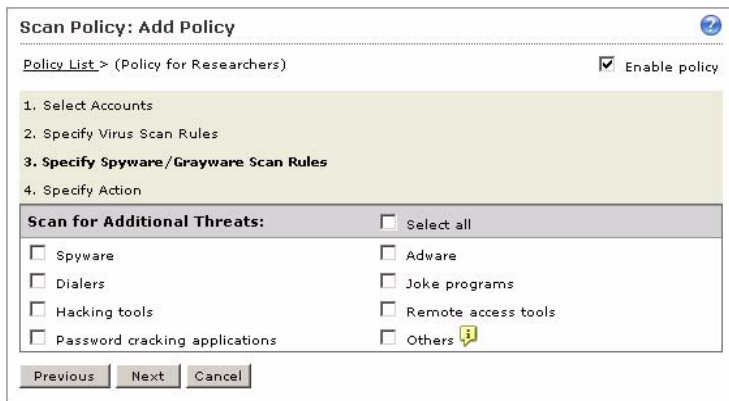 Scan Policy: Add Policy
?
Policy List > (Policy for Researchers)
Enable policy
1. Select Accounts
2. Specify Virus Scan Rules
3. Specify Spyware/Grayware Scan Rules
4. Specify Action
Scan for Additional Threats:
Select all
Spyware
Adware
Dialers
Joke programs
Hacking tools
Remote access tools
Password cracking applications
Others i
Previous
Next
Cancel